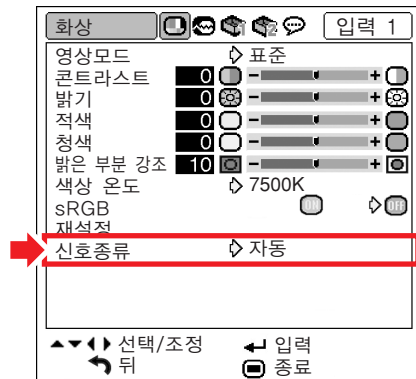 화상 입력 1
영상모드 표준
콘트라스트 0 - +
밝기 0 - +
적색 0 - +
청색 0 - +
밝은 부분 강조 10 - +
색상 온도 7500K
sRGB ON OFF
재설정
신호종류 자동
선택/조정 입력
뒤 종료